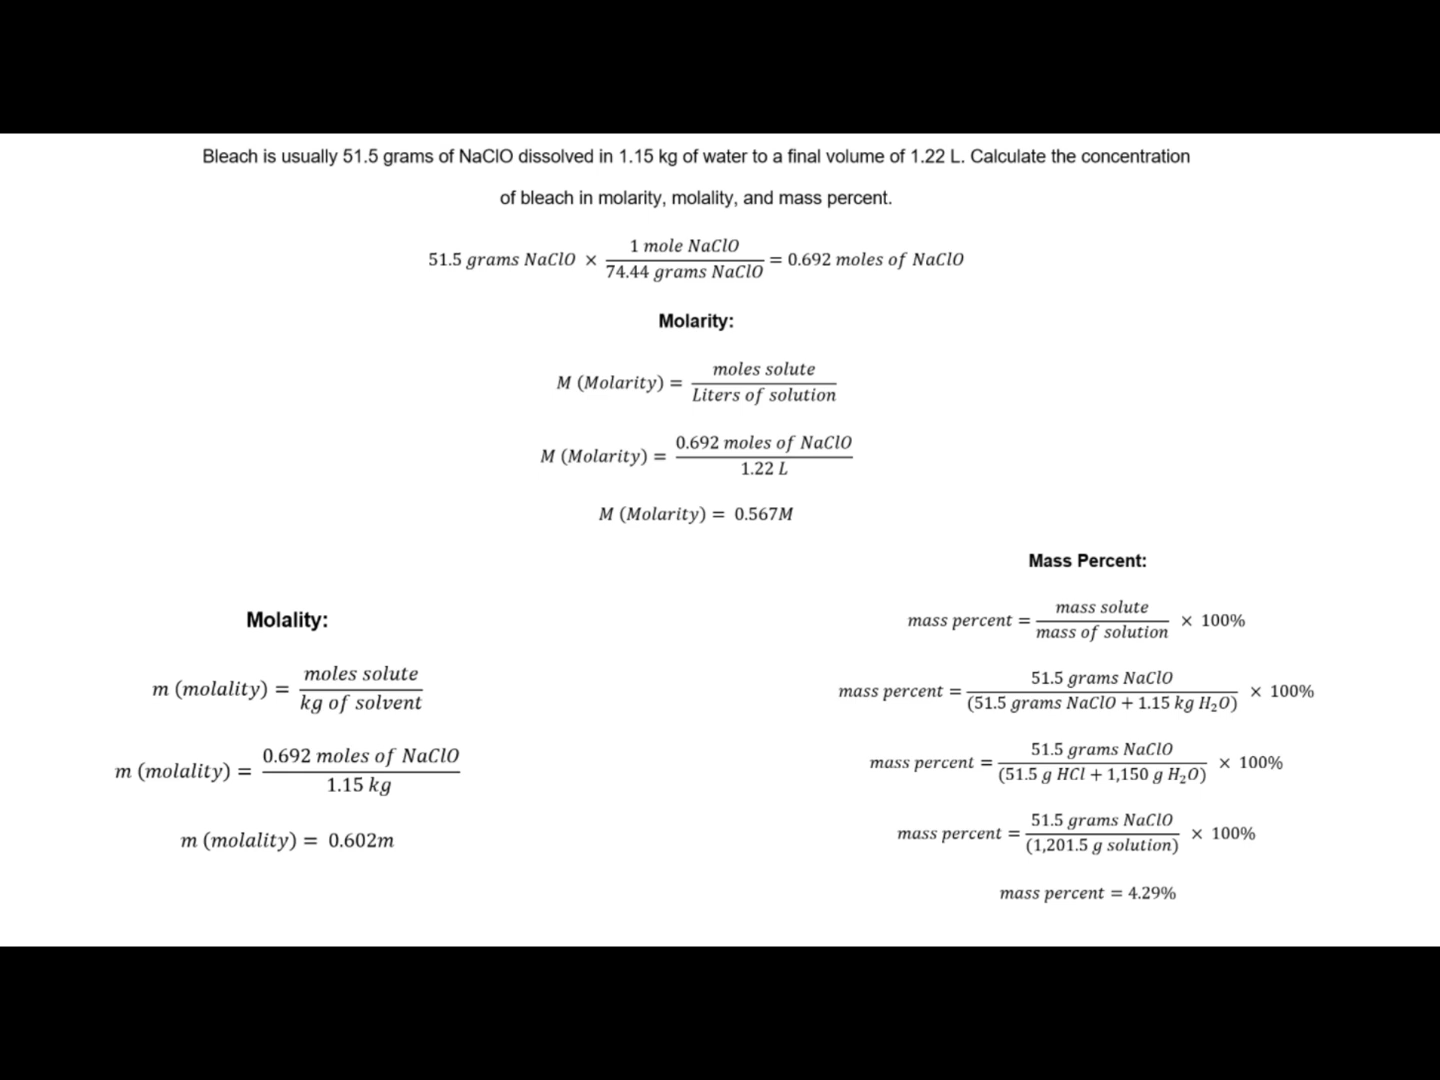 Bleach is usually 51.5 grams of NaClO dissolved in 1.15 kg of water to a final volume of 1.22 L. Calculate the concentration
of bleach in molarity, molality, and mass percent.
51.5 grams NaClO × 1 mole NaClO / 74.44 grams NaClO = 0.692 moles of NaClO
Molarity:
M (Molarity) = moles solute / Liters of solution
M (Molarity) = 0.692 moles of NaClO / 1.22 L
M (Molarity) = 0.567M
Molality:
m (molality) = moles solute / kg of solvent
m (molality) = 0.692 moles of NaClO / 1.15 kg
m (molality) = 0.602m
Mass Percent:
mass percent = mass solute / mass of solution × 100%
mass percent = 51.5 grams NaClO / (51.5 grams NaClO + 1.15 kg H₂O) × 100%
mass percent = 51.5 grams NaClO / (51.5 g HCl + 1,150 g H₂O) × 100%
mass percent = 51.5 grams NaClO / (1,201.5 g solution) × 100%
mass percent = 4.29%